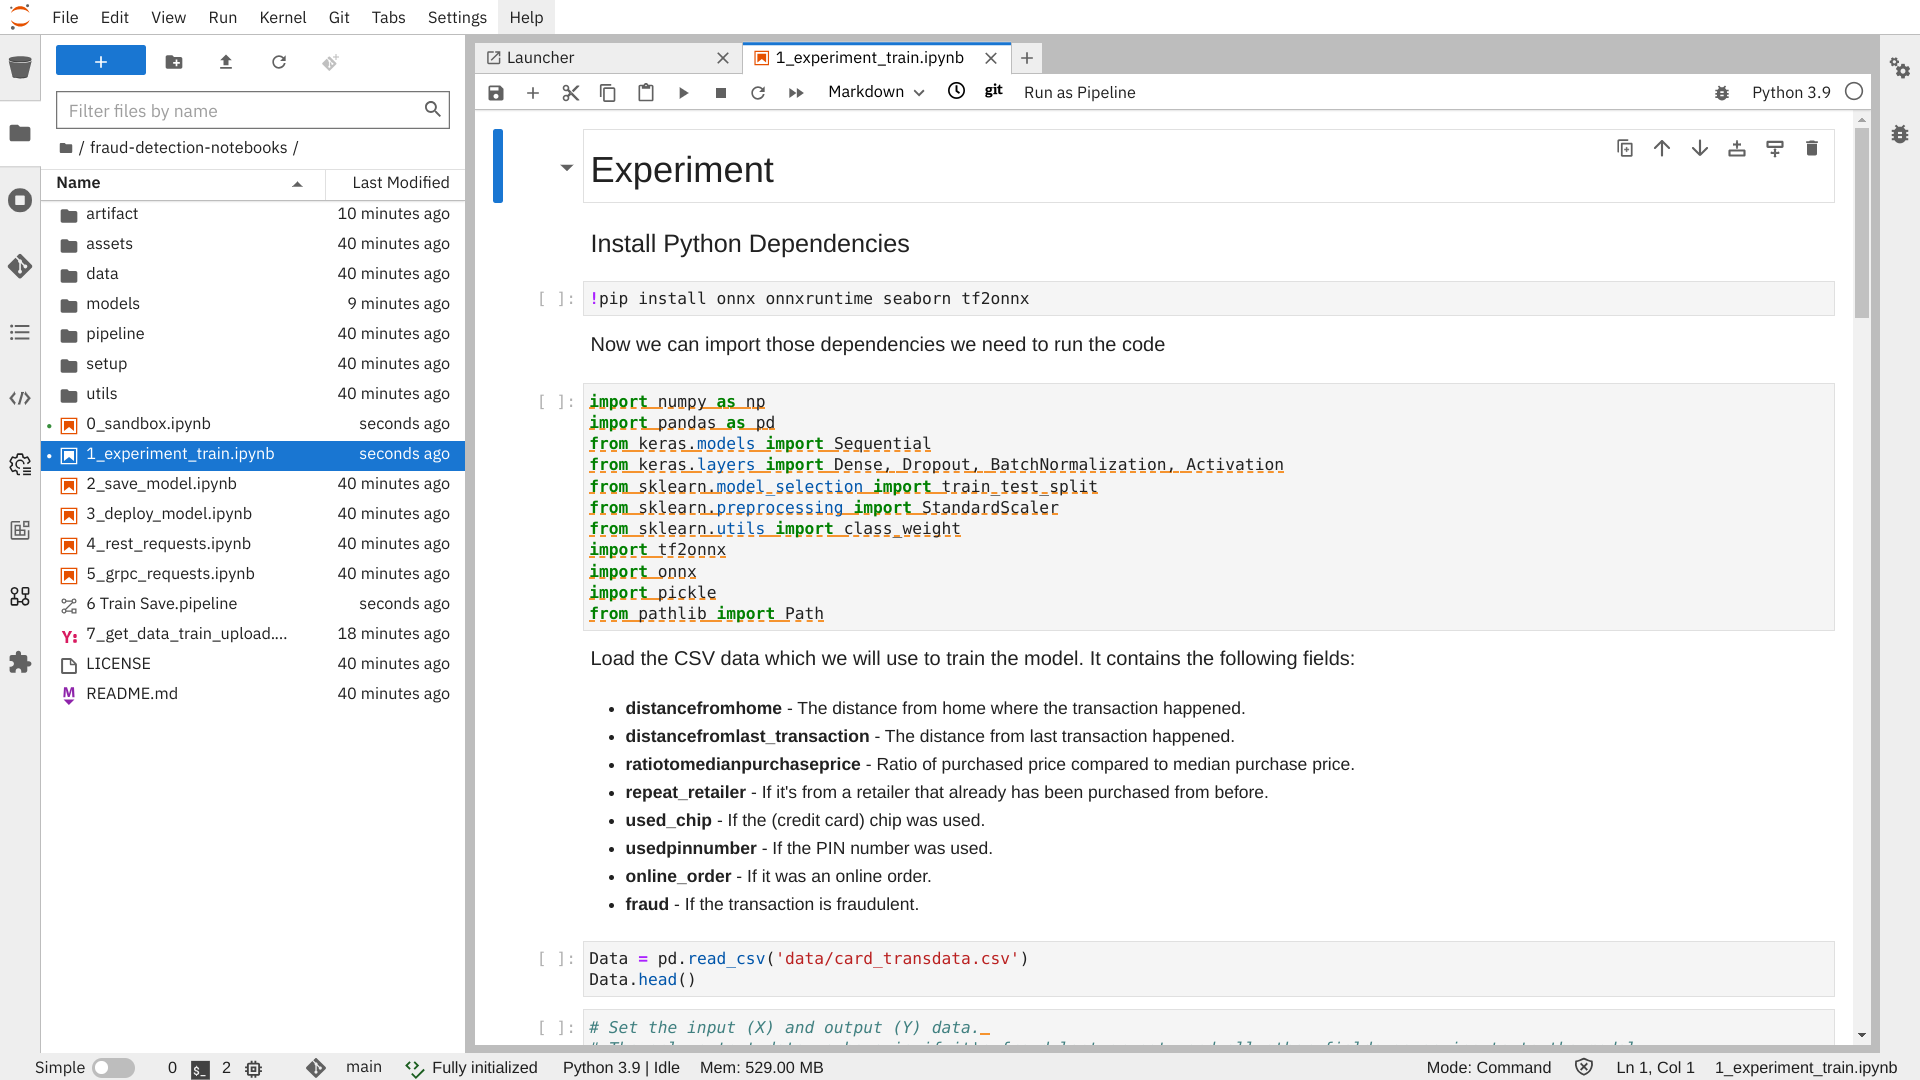 File Edit View Run Kernel Git Tabs Settings Help
Filter files by name
/ fraud-detection-notebooks /
Name Last Modified
artifact 10 minutes ago
assets 40 minutes ago
data 40 minutes ago
models 9 minutes ago
pipeline 40 minutes ago
setup 40 minutes ago
utils 40 minutes ago
0_sandbox.ipynb seconds ago
1_experiment_train.ipynb seconds ago
2_save_model.ipynb 40 minutes ago
3_deploy_model.ipynb 40 minutes ago
4_rest_requests.ipynb 40 minutes ago
5_grpc_requests.ipynb 40 minutes ago
6 Train Save.pipeline seconds ago
Y: 7_get_data_train_upload.... 18 minutes ago
LICENSE 40 minutes ago
M README.md 40 minutes ago
Launcher 1_experiment_train.ipynb
Markdown git Run as Pipeline Python 3.9
Experiment
Install Python Dependencies
[ ]: !pip install onnx onnxruntime seaborn tf2onnx
Now we can import those dependencies we need to run the code
[ ]: import numpy as np
import pandas as pd
from keras.models import Sequential
from keras.layers import Dense, Dropout, BatchNormalization, Activation
from sklearn.model_selection import train_test_split
from sklearn.preprocessing import StandardScaler
from sklearn.utils import class_weight
import tf2onnx
import onnx
import pickle
from pathlib import Path
Load the CSV data which we will use to train the model. It contains the following fields:
• distancefromhome - The distance from home where the transaction happened.
• distancefromlast_transaction - The distance from last transaction happened.
• ratiotomedianpurchaseprice - Ratio of purchased price compared to median purchase price.
• repeat_retailer - If it's from a retailer that already has been purchased from before.
• used_chip - If the (credit card) chip was used.
• usedpinnumber - If the PIN number was used.
• online_order - If it was an online order.
• fraud - If the transaction is fraudulent.
[ ]: Data = pd.read_csv('data/card_transdata.csv')
Data.head()
[ ]: # Set the input (X) and output (Y) data.
Simple 0 $_ 2 main Fully initialized Python 3.9 | Idle Mem: 529.00 MB Mode: Command Ln 1, Col 1 1_experiment_train.ipynb